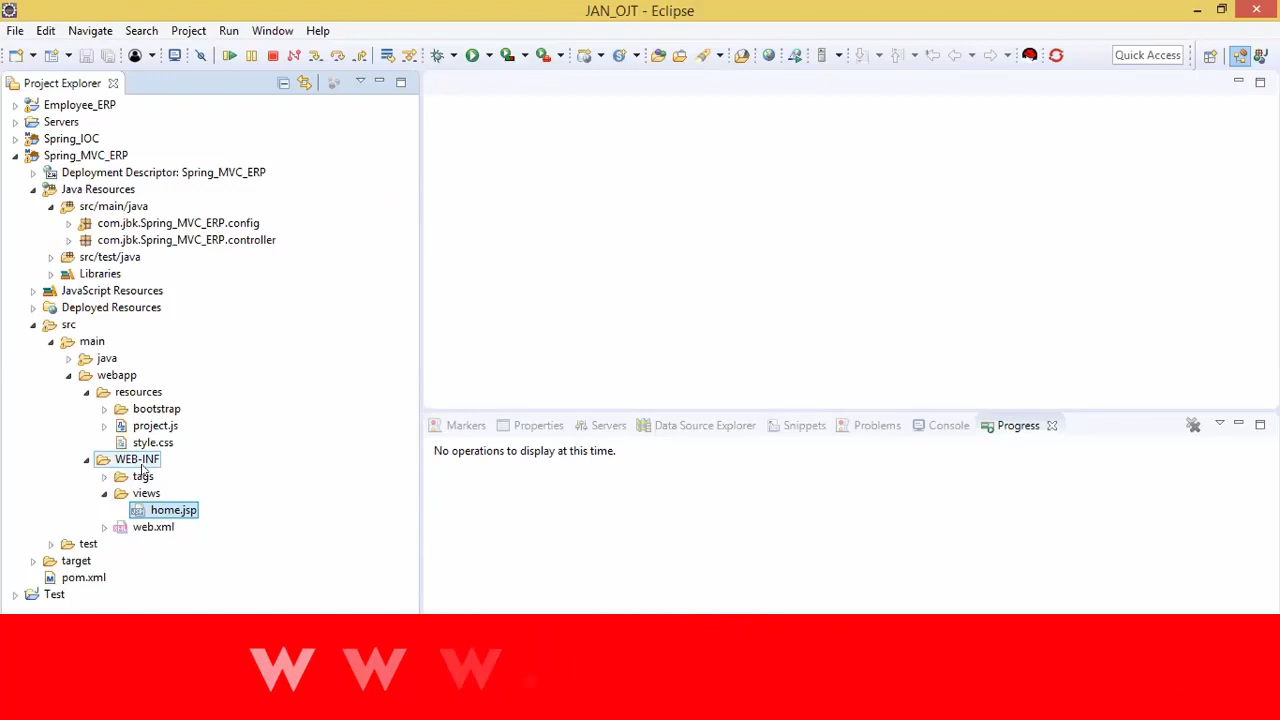 JAN_OJT - Eclipse
File Edit Navigate Search Project Run Window Help
Quick Access
Project Explorer
Employee_ERP
Servers
Spring_IOC
Spring_MVC_ERP
Deployment Descriptor: Spring_MVC_ERP
Java Resources
src/main/java
com.jbk.Spring_MVC_ERP.config
com.jbk.Spring_MVC_ERP.controller
src/test/java
Libraries
JavaScript Resources
Deployed Resources
src
main
java
webapp
resources
bootstrap
project.js
style.css
WEB-INF
tags
views
home.jsp
web.xml
test
target
pom.xml
Test
Markers Properties Servers Data Source Explorer Snippets Problems Console Progress
No operations to display at this time.
W W W .